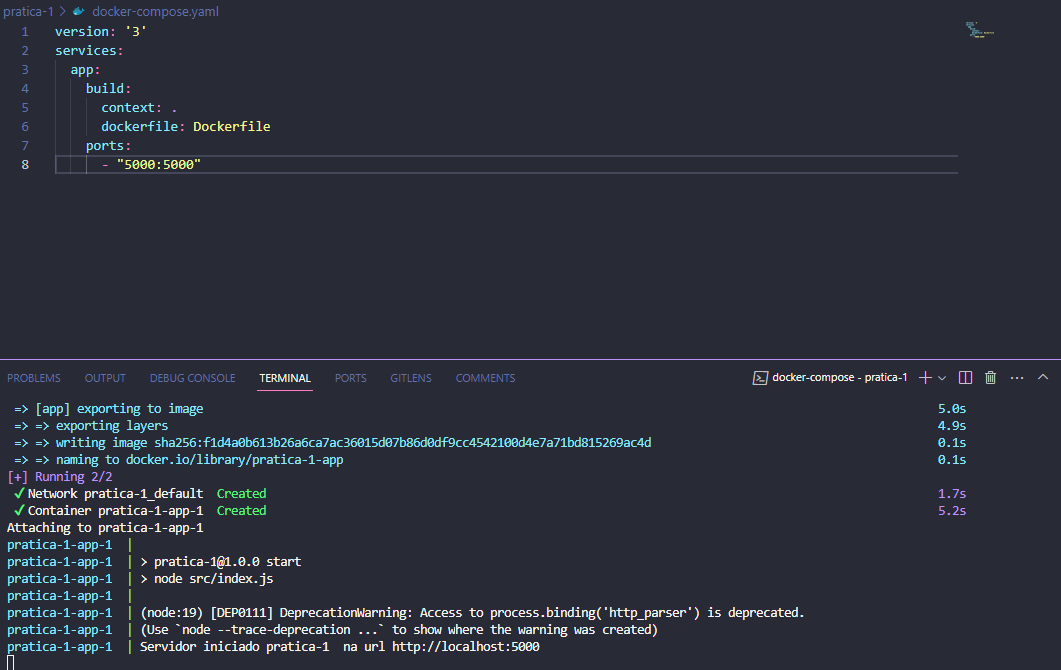 pratica-1 > docker-compose.yaml
1 version: '3'
2 services:
3   app:
4     build:
5       context: .
6       dockerfile: Dockerfile
7     ports:
8       - "5000:5000"
PROBLEMS OUTPUT DEBUG CONSOLE TERMINAL PORTS GITLENS COMMENTS docker-compose - pratica-1
=> [app] exporting to image 5.0s
=> => exporting layers 4.9s
=> => writing image sha256:f1d4a0b613b26a6ca7ac36015d07b86d0df9cc4542100d4e7a71bd815269ac4d 0.1s
=> => naming to docker.io/library/pratica-1-app 0.1s
[+] Running 2/2
✔ Network pratica-1_default Created 1.7s
✔ Container pratica-1-app-1 Created 5.2s
Attaching to pratica-1-app-1
pratica-1-app-1 |
pratica-1-app-1 | > pratica-1@1.0.0 start
pratica-1-app-1 | > node src/index.js
pratica-1-app-1 |
pratica-1-app-1 | (node:19) [DEP0111] DeprecationWarning: Access to process.binding('http_parser') is deprecated.
pratica-1-app-1 | (Use `node --trace-deprecation ...` to show where the warning was created)
pratica-1-app-1 | Servidor iniciado pratica-1  na url http://localhost:5000